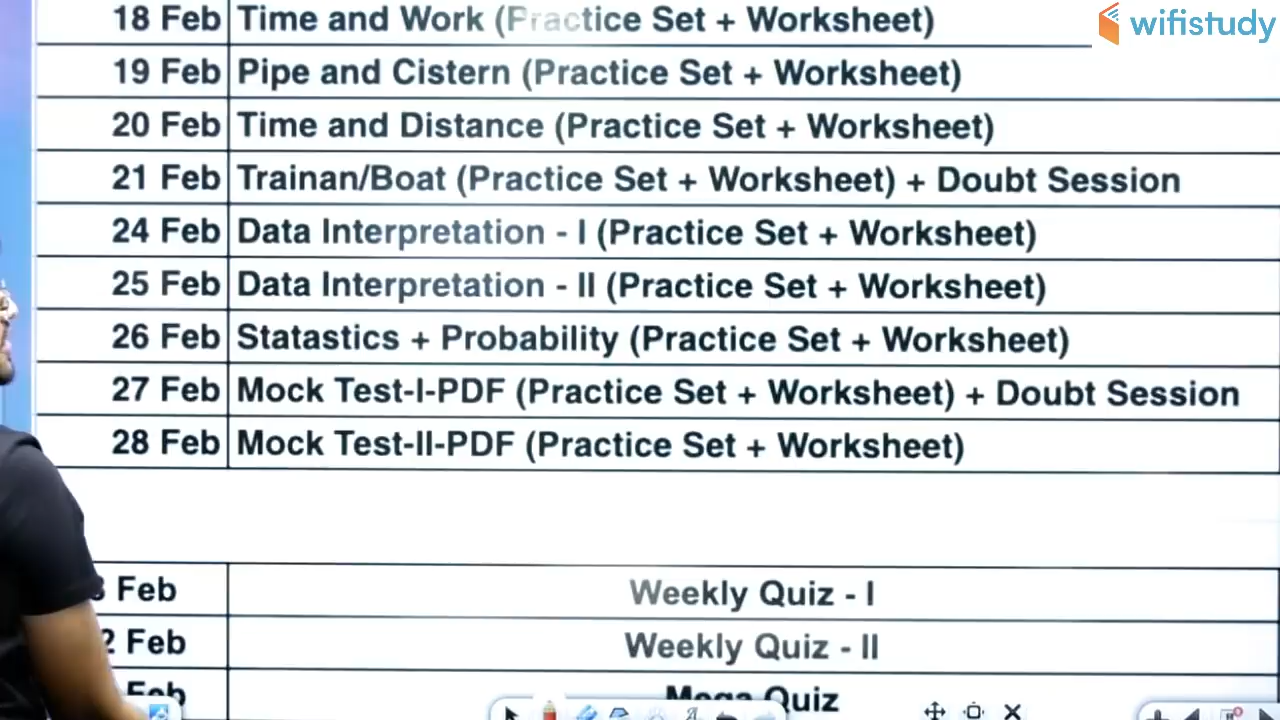 wifistudy
18 Feb Time and Work (Practice Set + Worksheet)
19 Feb Pipe and Cistern (Practice Set + Worksheet)
20 Feb Time and Distance (Practice Set + Worksheet)
21 Feb Trainan/Boat (Practice Set + Worksheet) + Doubt Session
24 Feb Data Interpretation - I (Practice Set + Worksheet)
25 Feb Data Interpretation - II (Practice Set + Worksheet)
26 Feb Statastics + Probability (Practice Set + Worksheet)
27 Feb Mock Test-I-PDF (Practice Set + Worksheet) + Doubt Session
28 Feb Mock Test-II-PDF (Practice Set + Worksheet)
Feb Weekly Quiz - I
2 Feb Weekly Quiz - II
Feb Mega Quiz